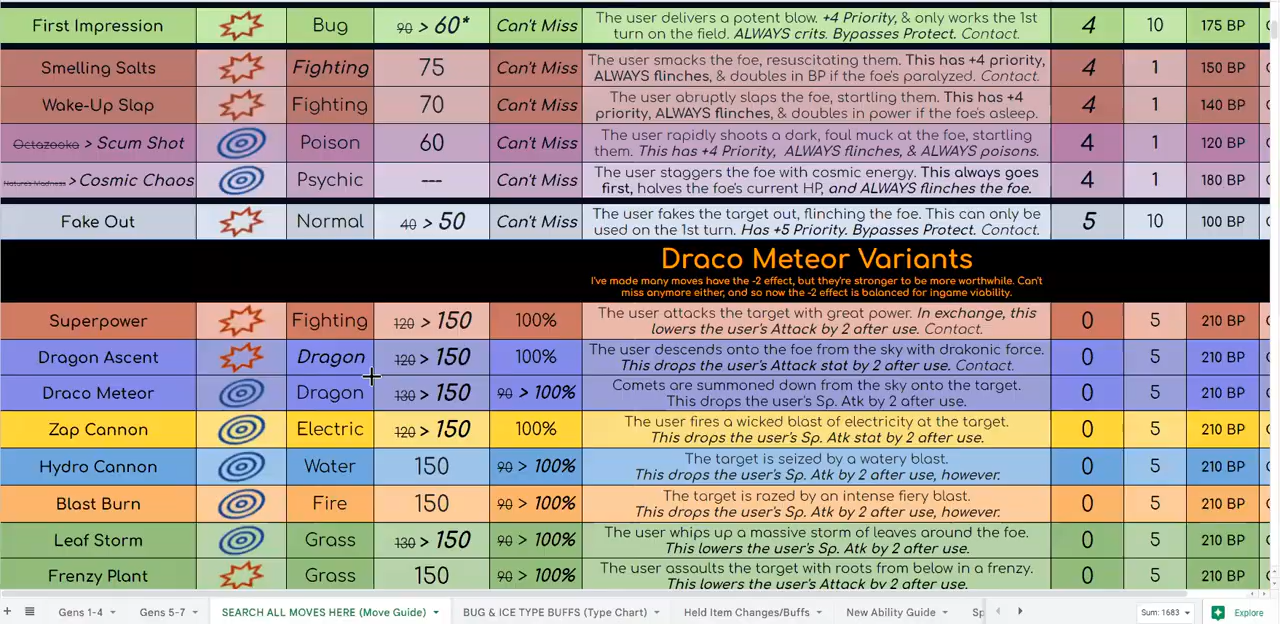 First Impression Bug 90 > 60* Can't Miss The user delivers a potent blow. +4 Priority, & only works the 1st turn on the field. ALWAYS crits. Bypasses Protect. Contact. 4 10 175 BP
Smelling Salts Fighting 75 Can't Miss The user smacks the foe, resuscitating them. This has +4 priority, ALWAYS flinches, & doubles in BP if the foe's paralyzed. Contact. 4 1 150 BP
Wake-Up Slap Fighting 70 Can't Miss The user abruptly slaps the foe, startling them. This has +4 priority, ALWAYS flinches, & doubles in power if the foe's asleep. 4 1 140 BP
Octazooka > Scum Shot Poison 60 Can't Miss The user rapidly shoots a dark, foul muck at the foe, startling them. This has +4 Priority, ALWAYS flinches, & ALWAYS poisons. 4 1 120 BP
Nature's Madness > Cosmic Chaos Psychic --- Can't Miss The user staggers the foe with cosmic energy. This always goes first, halves the foe's current HP, and ALWAYS flinches the foe. 4 1 180 BP
Fake Out Normal 40 > 50 Can't Miss The user fakes the target out, flinching the foe. This can only be used on the 1st turn. Has +5 Priority. Bypasses Protect. Contact. 5 10 100 BP
Draco Meteor Variants
I've made many moves have the -2 effect, but they're stronger to be more worthwhile. Can't
miss anymore either, and so now the -2 effect is balanced for ingame viability.
Superpower Fighting 120 > 150 100% The user attacks the target with great power. In exchange, this lowers the user's Attack by 2 after use. Contact. 0 5 210 BP
Dragon Ascent Dragon 120 > 150 100% The user descends onto the foe from the sky with drakonic force. This drops the user's Attack stat by 2 after use. Contact. 0 5 210 BP
Draco Meteor Dragon 130 > 150 90 > 100% Comets are summoned down from the sky onto the target. This drops the user's Sp. Atk by 2 after use. 0 5 210 BP
Zap Cannon Electric 120 > 150 100% The user fires a wicked blast of electricity at the target. This drops the user's Sp. Atk stat by 2 after use. 0 5 210 BP
Hydro Cannon Water 150 90 > 100% The target is seized by a watery blast. This drops the user's Sp. Atk by 2 after use, however. 0 5 210 BP
Blast Burn Fire 150 90 > 100% The target is razed by an intense fiery blast. This drops the user's Sp. Atk by 2 after use, however. 0 5 210 BP
Leaf Storm Grass 130 > 150 90 > 100% The user whips up a massive storm of leaves around the foe. This lowers the user's Sp. Atk by 2 after use. 0 5 210 BP
Frenzy Plant Grass 150 90 > 100% The user assaults the target with roots from below in a frenzy. This lowers the user's Attack by 2 after use. 0 5 210 BP
Gens 1-4 Gens 5-7 SEARCH ALL MOVES HERE (Move Guide) BUG & ICE TYPE BUFFS (Type Chart) Held Item Changes/Buffs New Ability Guide Sp Sum: 1683 Explore